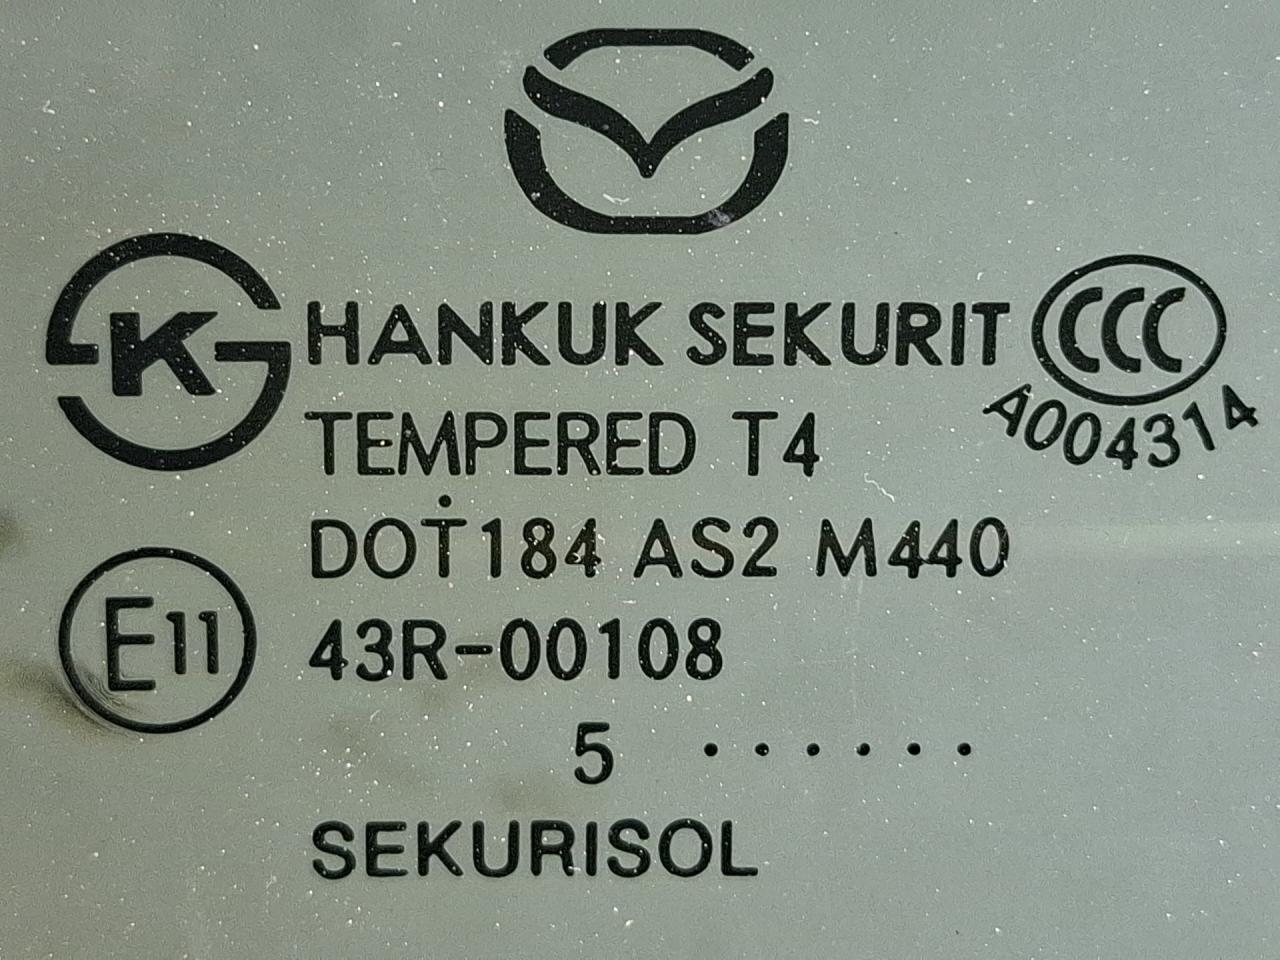 K
HANKUK SEKURIT
CCC
A004314
TEMPERED T4
DOT184 AS2 M440
E11
43R-00108
5 ······
SEKURISOL